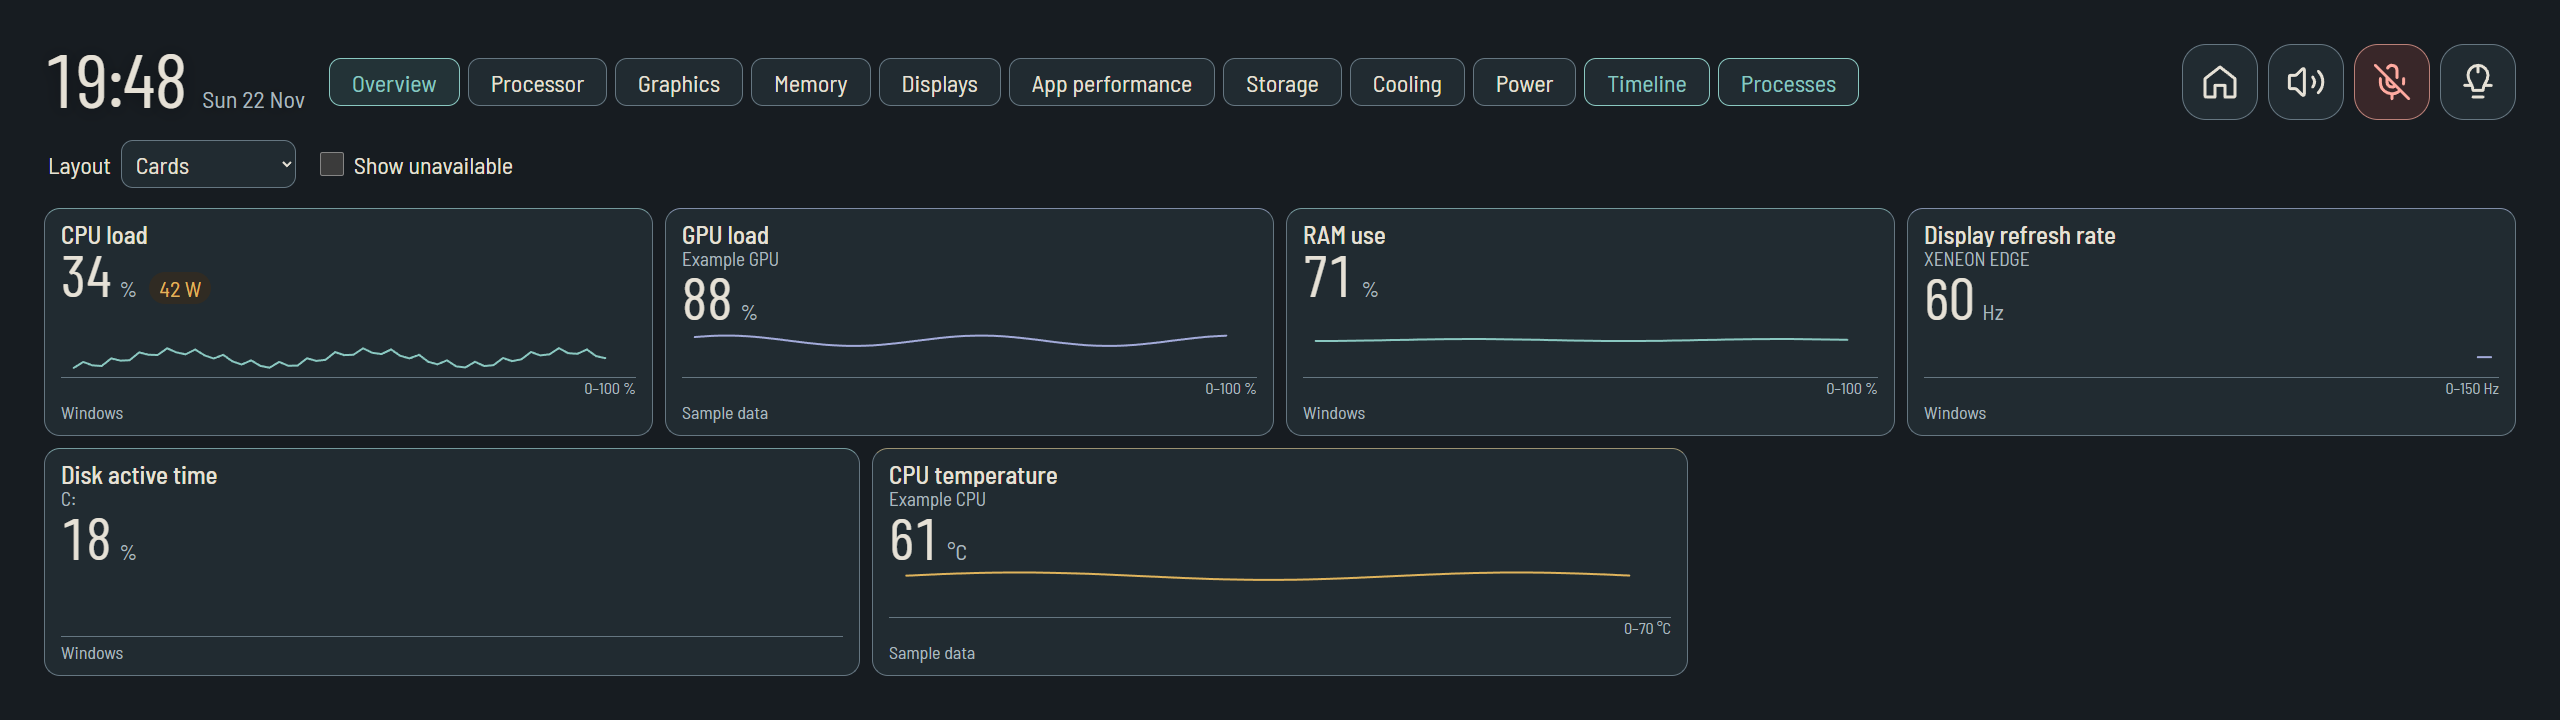 19:48 Sun 22 Nov Overview Processor Graphics Memory Displays App performance Storage Cooling Power Timeline Processes
Layout Cards Show unavailable
CPU load
34 % 42 W
0–100 %
Windows
GPU load
Example GPU
88 %
0–100 %
Sample data
RAM use
71 %
0–100 %
Windows
Display refresh rate
XENEON EDGE
60 Hz
0–150 Hz
Windows
Disk active time
C:
18 %
Windows
CPU temperature
Example CPU
61 °C
0–70 °C
Sample data